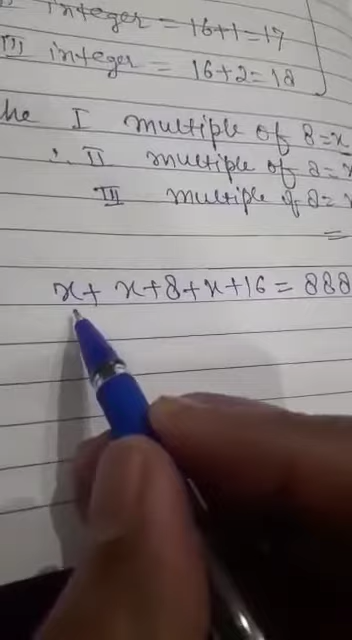 integer = 16+1=17
III integer = 16+2=18
the I multiple of 8=x
∴ II multiple of 8=x
III multiple of 8=x
=
x+ x+8+x+16=888